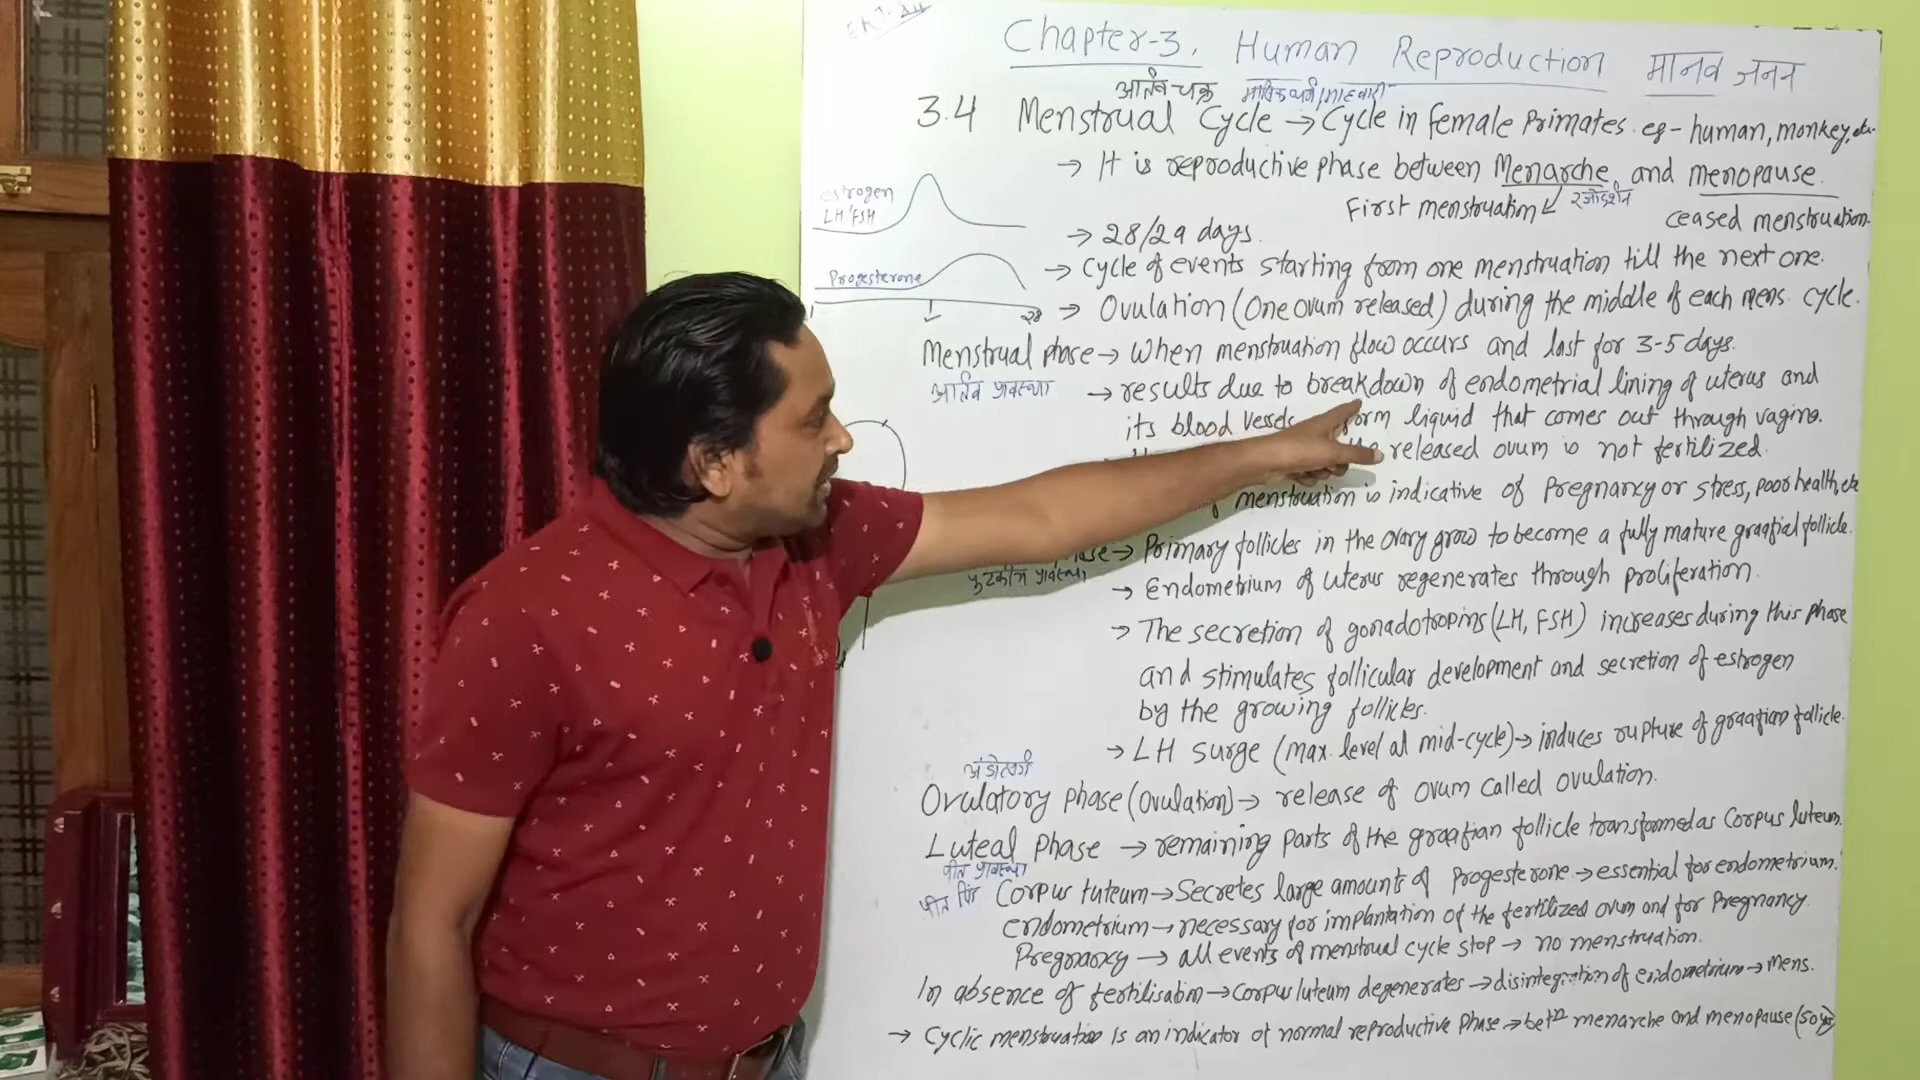 Chapter-3. Human Reproduction मानव जनन
आर्तव चक्र
3.4 Menstrual Cycle → Cycle in female Primates. eg - human, monkey, etc.
→ It is reproductive phase between Menarche and menopause.
First menstruation रजोदर्शन ceased menstruation.
estrogen
LH, FSH
→ 28/29 days.
Progesterone
→ Cycle of events starting from one menstruation till the next one.
28 → Ovulation (One ovum released) during the middle of each mens. cycle.
Menstrual phase → When menstruation flow occurs and last for 3-5 days.
आर्तव प्रावस्था → results due to breakdown of endometrial lining of uterus and
its blood vessels form liquid that comes out through vagina.
released ovum is not fertilized.
menstruation is indicative of Pregnancy or stress, poor health, etc
→ Primary follicles in the ovary grow to become a fully mature graafial follicle.
पुटकीय प्रावस्था
→ Endometrium of uterus regenerates through proliferation.
→ The secretion of gonadotropins (LH, FSH) increases during this phase
and stimulates follicular development and secretion of estrogen
by the growing follicles.
→ LH surge (max. level at mid-cycle) → induces rupture of graafian follicle.
अंडोत्सर्ग
Ovulatory phase (Ovulation) → release of ovum called ovulation.
Luteal phase → remaining parts of the graafian follicle transformed as Corpus luteum.
पीत प्रावस्था
पीत पिंड Corpus luteum → Secretes large amounts of Progesterone → essential for endometrium.
endometrium → necessary for implantation of the fertilized ovum and for Pregnancy.
Pregnancy → all events of menstrual cycle stop → no menstruation.
In absence of fertilisation → Corpus luteum degenerates → disintegration of endometrium → mens.
→ Cyclic menstruation is an indicator of normal reproductive phase → betn menarche and menopause (50 yrs)